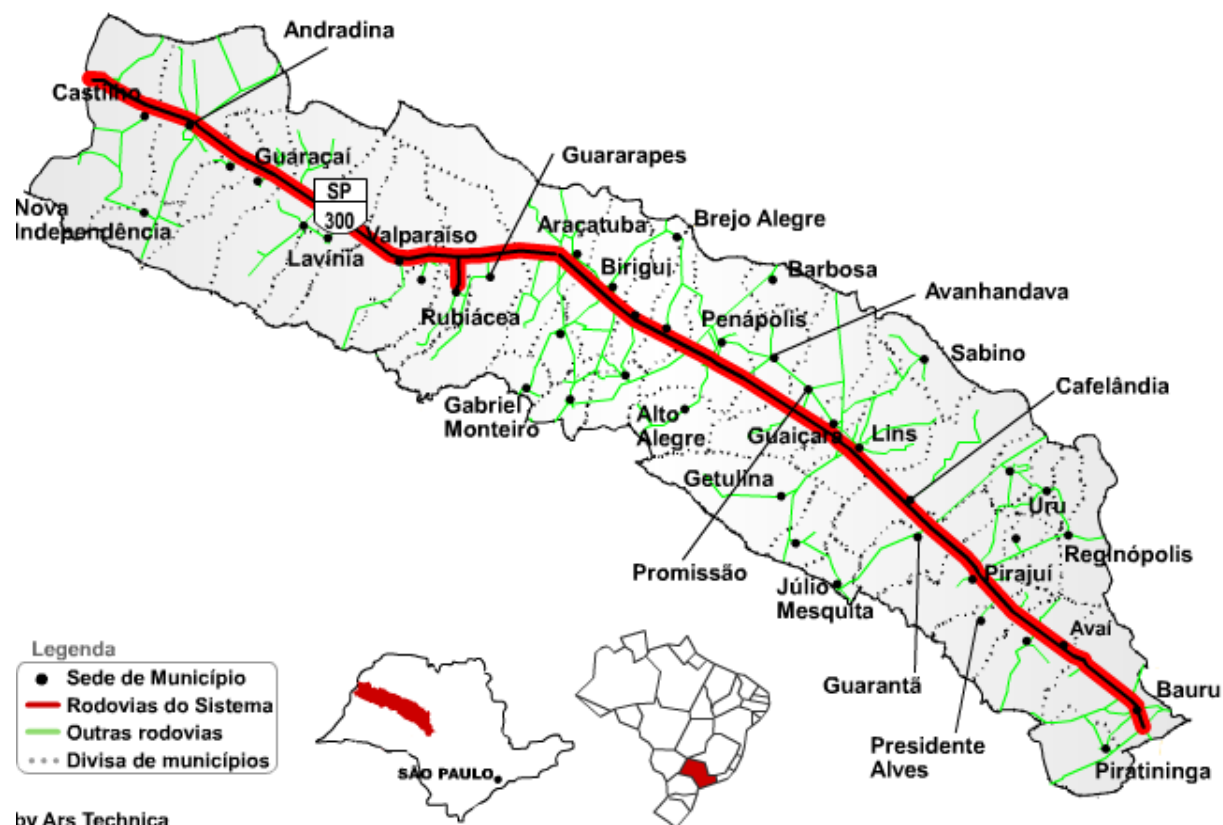 Andradina
Castilho
Guaraçaí
Guararapes
SP
300
Nova
Independência
Araçatuba
Brejo Alegre
Valparaíso
Lavínia
Birigui
Barbosa
Avanhandava
Rubiácea
Penápolis
Sabino
Cafelândia
Gabriel
Monteiro
Alto
Alegre
Guaiçara
Lins
Getulina
Uru
Reginópolis
Promissão
Júlio
Mesquita
Pirajuí
Avaí
Guarantã
Bauru
Presidente
Alves
Piratininga
Legenda
Sede de Município
Rodovias do Sistema
Outras rodovias
Divisa de municípios
SÃO PAULO
by Ars Technica